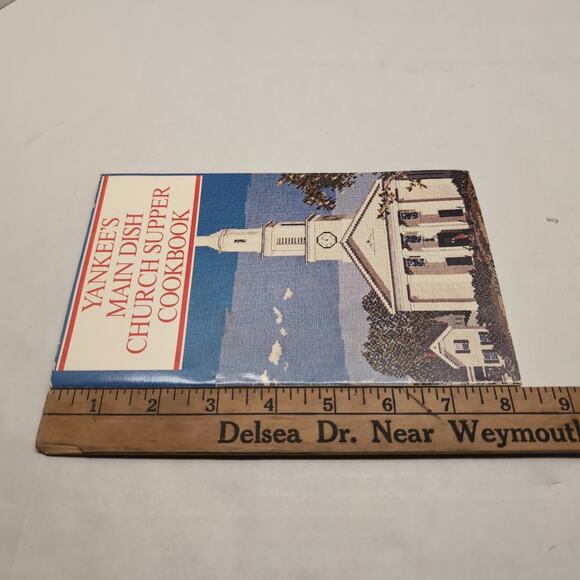 YANKEE'S
MAIN DISH
CHURCH SUPPER
COOKBOOK
1 2 3 4 5 6 7 8 9
Delsea Dr. Near Weymouth